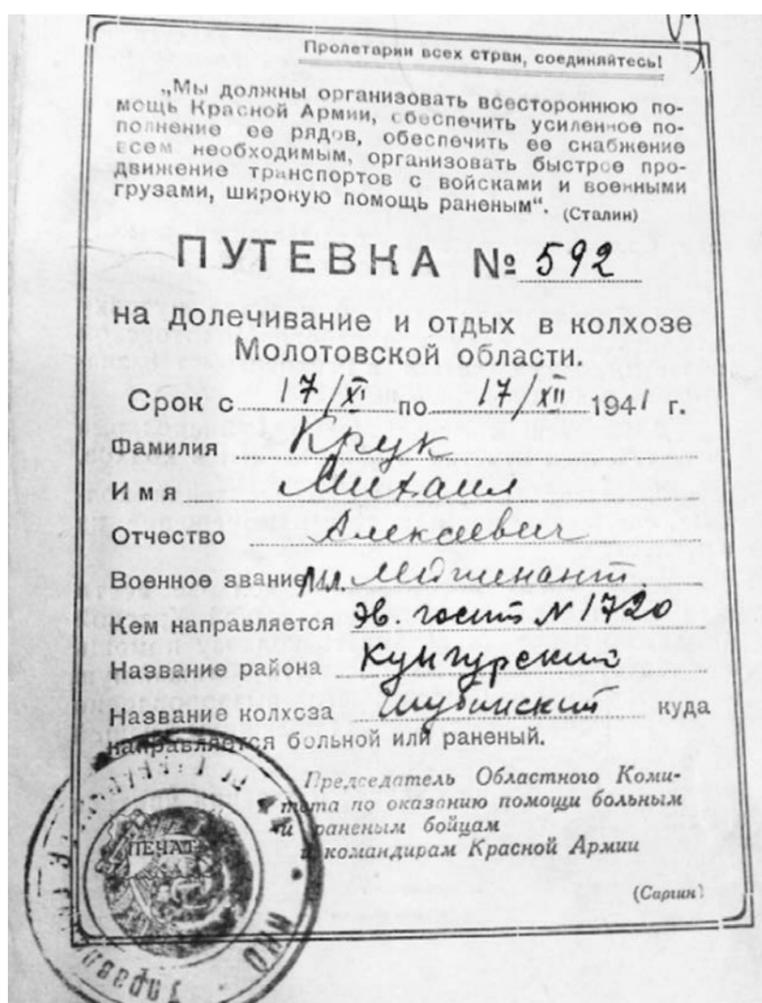 Пролетарии всех стран, соединяйтесь!
„Мы должны организовать всестороннюю по-
мощь Красной Армии, обеспечить усиленное по-
полнение ее рядов, обеспечить ее снабжение
всем необходимым, организовать быстрое про-
движение транспортов с войсками и военными
грузами, широкую помощь раненым“. (Сталин)
ПУТЕВКА № 592
на долечивание и отдых в колхозе
Молотовской области.
Срок с 17/XI по 17/XII 1941 г.
Фамилия Крук
Имя Михаил
Отчество Алексеевич
Военное звание Мл. Лейтенант
Кем направляется Эв. госпит N 1720
Название района Кунгурский
Название колхоза Шубинский куда
направляется больной или раненый.
Председатель Областного Коми-
тета по оказанию помощи больным
и раненым бойцам
и командирам Красной Армии
ПЕЧАТЬ
(Саргин)